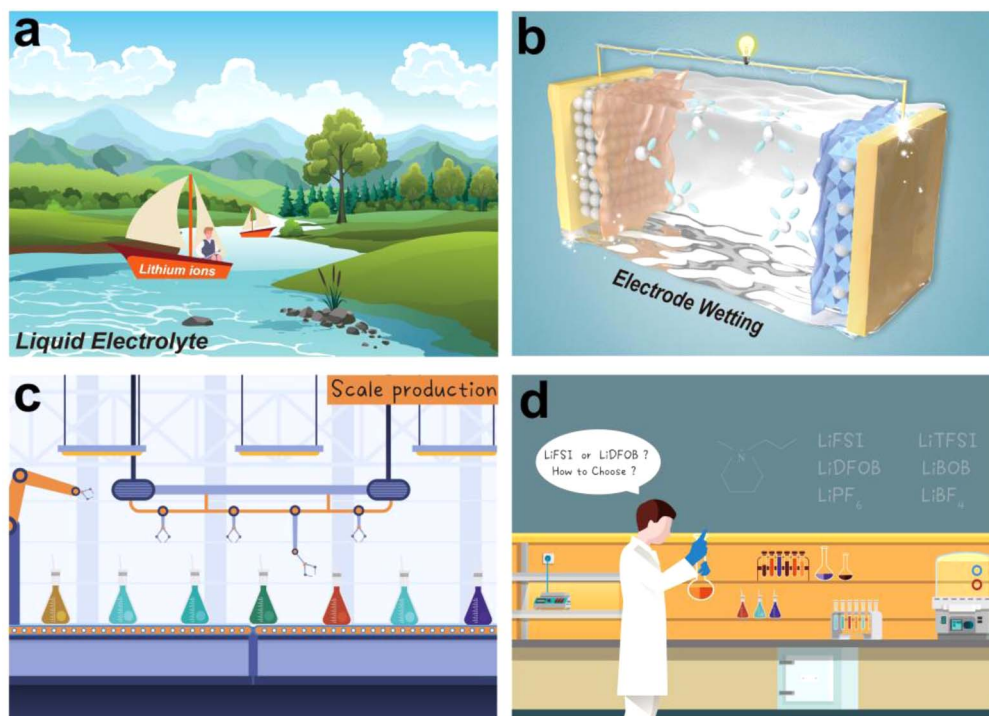 a
Lithium ions
Liquid Electrolyte
b
Electrode Wetting
c
Scale production
d
LiFSI or LiDFOB ?
How to Choose ?
N
LiFSI LiTFSI
LiDFOB LiBOB
LiPF₆ LiBF₄